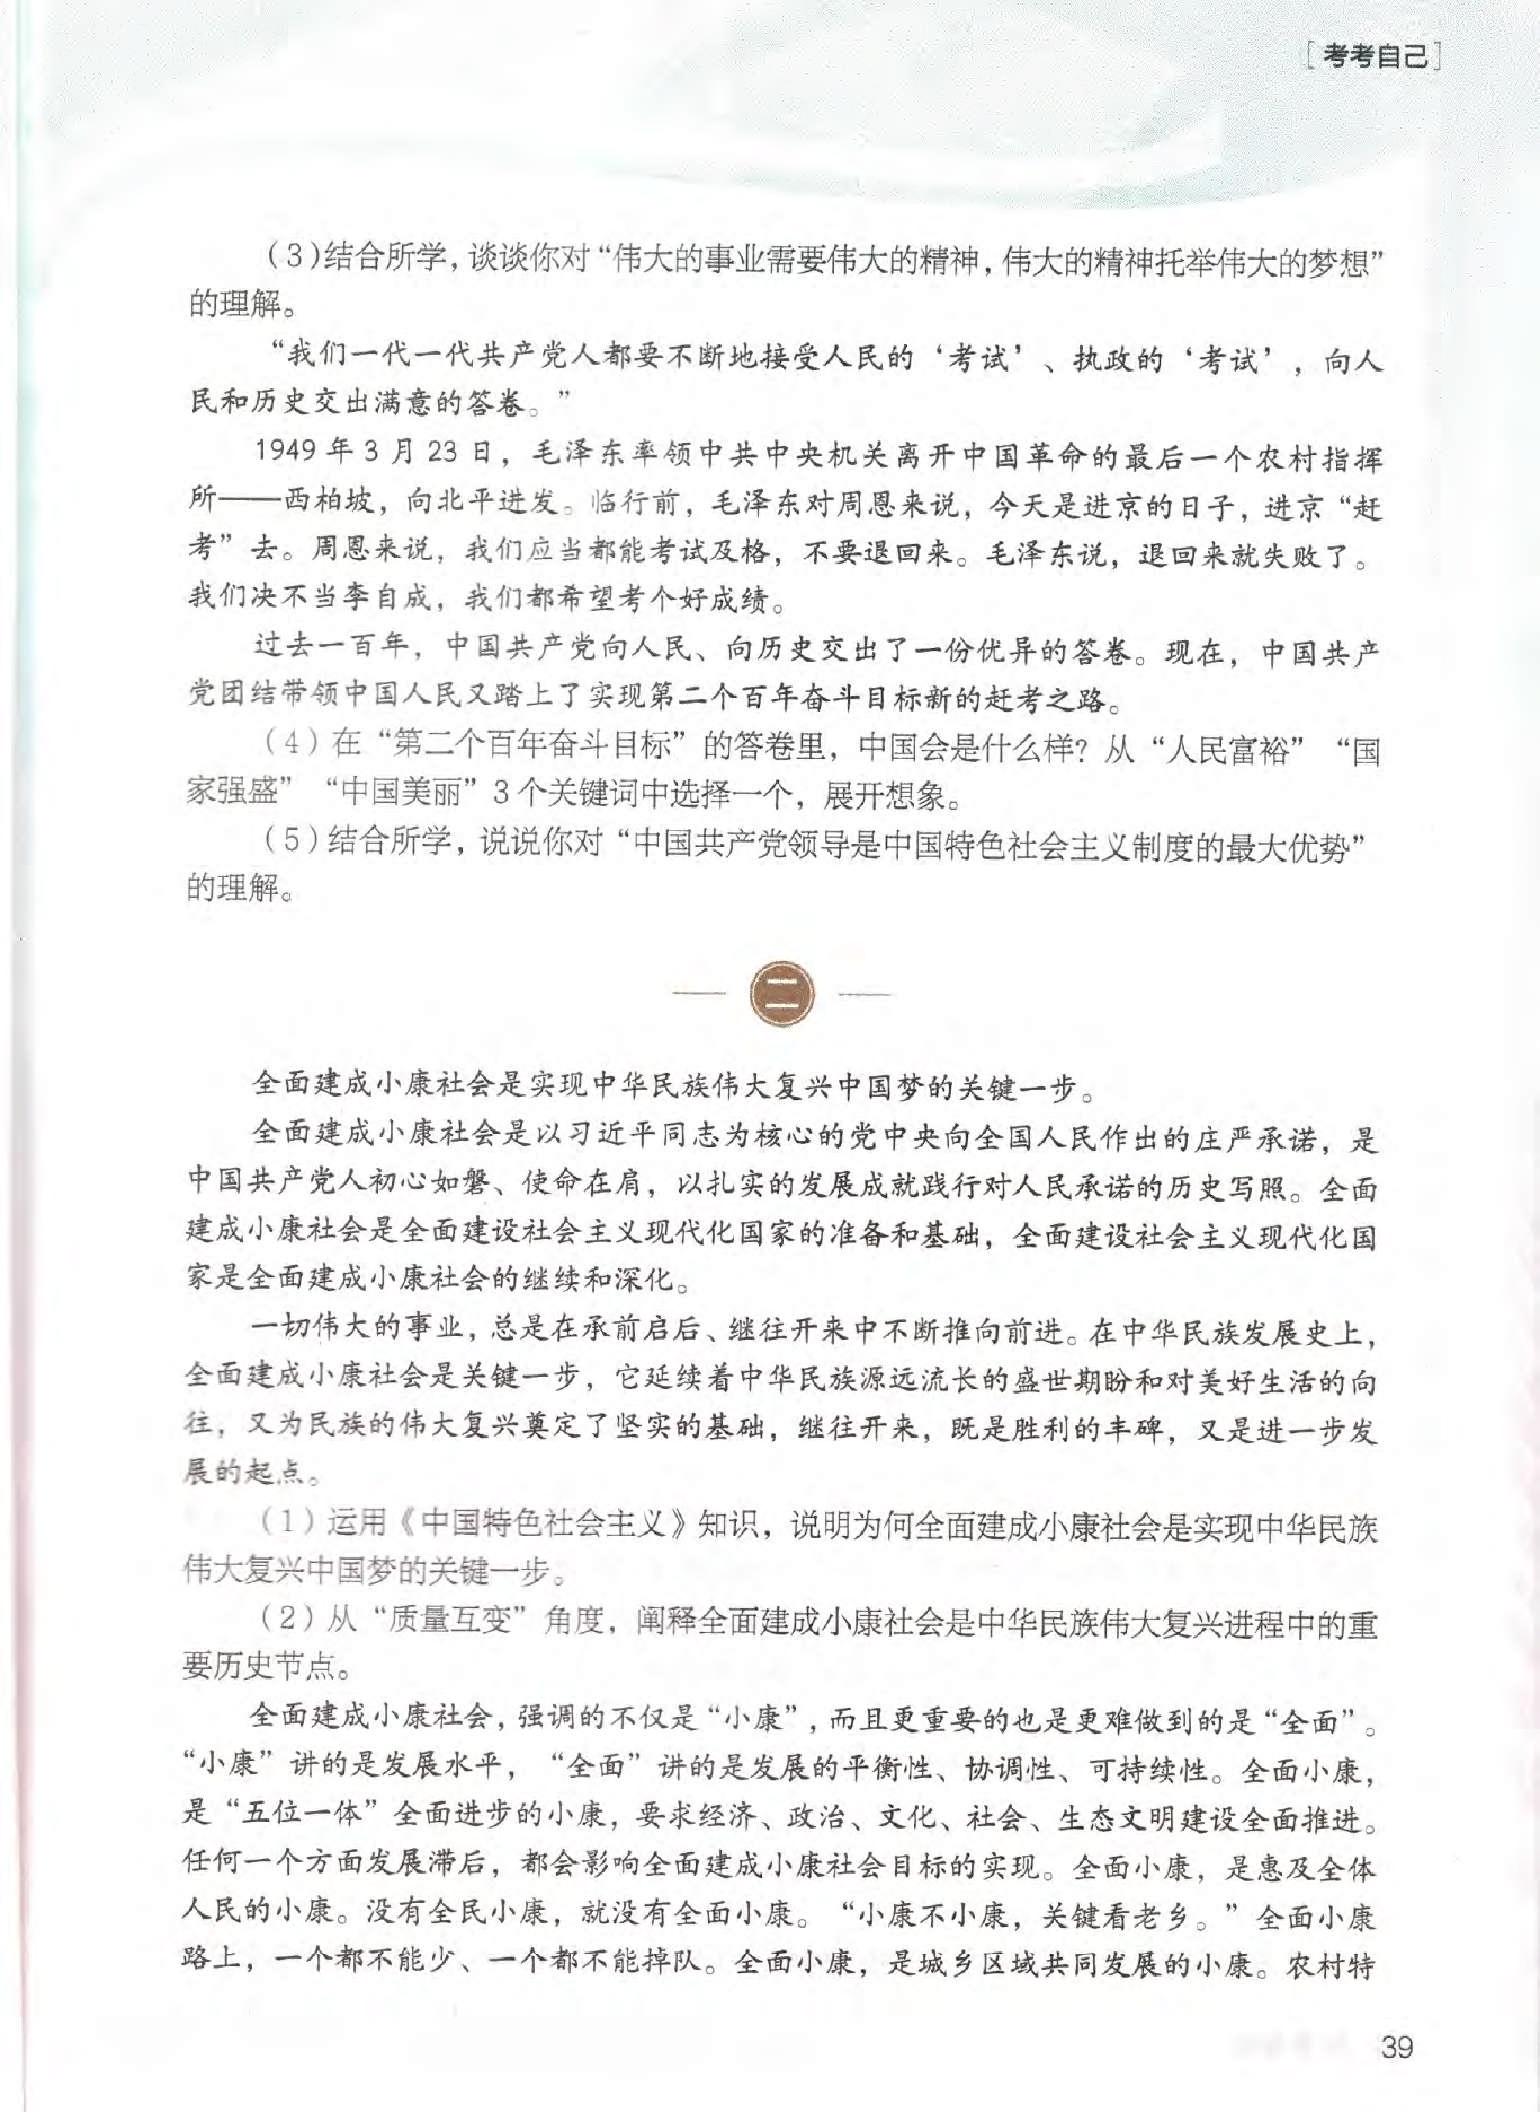 [考考自己]
（3)结合所学，谈谈你对“伟大的事业需要伟大的精神，伟大的精神托举伟大的梦想”
的理解。
“我们一代一代共产党人都要不断地接受人民的‘考试’、执政的‘考试’，向人
民和历史交出满意的答卷。”
1949年3月23日，毛泽东率领中共中央机关离开中国革命的最后一个农村指挥
所——西柏坡，向北平进发。临行前，毛泽东对周恩来说，今天是进京的日子，进京“赶
考”去。周恩来说，我们应当都能考试及格，不要退回来。毛泽东说，退回来就失败了。
我们决不当李自成，我们都希望考个好成绩。
过去一百年，中国共产党向人民、向历史交出了一份优异的答卷。现在，中国共产
党团结带领中国人民又踏上了实现第二个百年奋斗目标新的赶考之路。
（4）在“第二个百年奋斗目标”的答卷里，中国会是什么样？从“人民富裕”“国
家强盛”“中国美丽”3个关键词中选择一个，展开想象。
（5）结合所学，说说你对“中国共产党领导是中国特色社会主义制度的最大优势”
的理解。
二
全面建成小康社会是实现中华民族伟大复兴中国梦的关键一步。
全面建成小康社会是以习近平同志为核心的党中央向全国人民作出的庄严承诺，是
中国共产党人初心如磐、使命在肩，以扎实的发展成就践行对人民承诺的历史写照。全面
建成小康社会是全面建设社会主义现代化国家的准备和基础，全面建设社会主义现代化国
家是全面建成小康社会的继续和深化。
一切伟大的事业，总是在承前启后、继往开来中不断推向前进。在中华民族发展史上，
全面建成小康社会是关键一步，它延续着中华民族源远流长的盛世期盼和对美好生活的向
往，又为民族的伟大复兴奠定了坚实的基础，继往开来，既是胜利的丰碑，又是进一步发
展的起点。
（1）运用《中国特色社会主义》知识，说明为何全面建成小康社会是实现中华民族
伟大复兴中国梦的关键一步。
（2）从“质量互变”角度，阐释全面建成小康社会是中华民族伟大复兴进程中的重
要历史节点。
全面建成小康社会，强调的不仅是“小康”，而且更重要的也是更难做到的是“全面”。
“小康”讲的是发展水平，“全面”讲的是发展的平衡性、协调性、可持续性。全面小康，
是“五位一体”全面进步的小康，要求经济、政治、文化、社会、生态文明建设全面推进。
任何一个方面发展滞后，都会影响全面建成小康社会目标的实现。全面小康，是惠及全体
人民的小康。没有全民小康，就没有全面小康。“小康不小康，关键看老乡。”全面小康
路上，一个都不能少、一个都不能掉队。全面小康，是城乡区域共同发展的小康。农村特
39